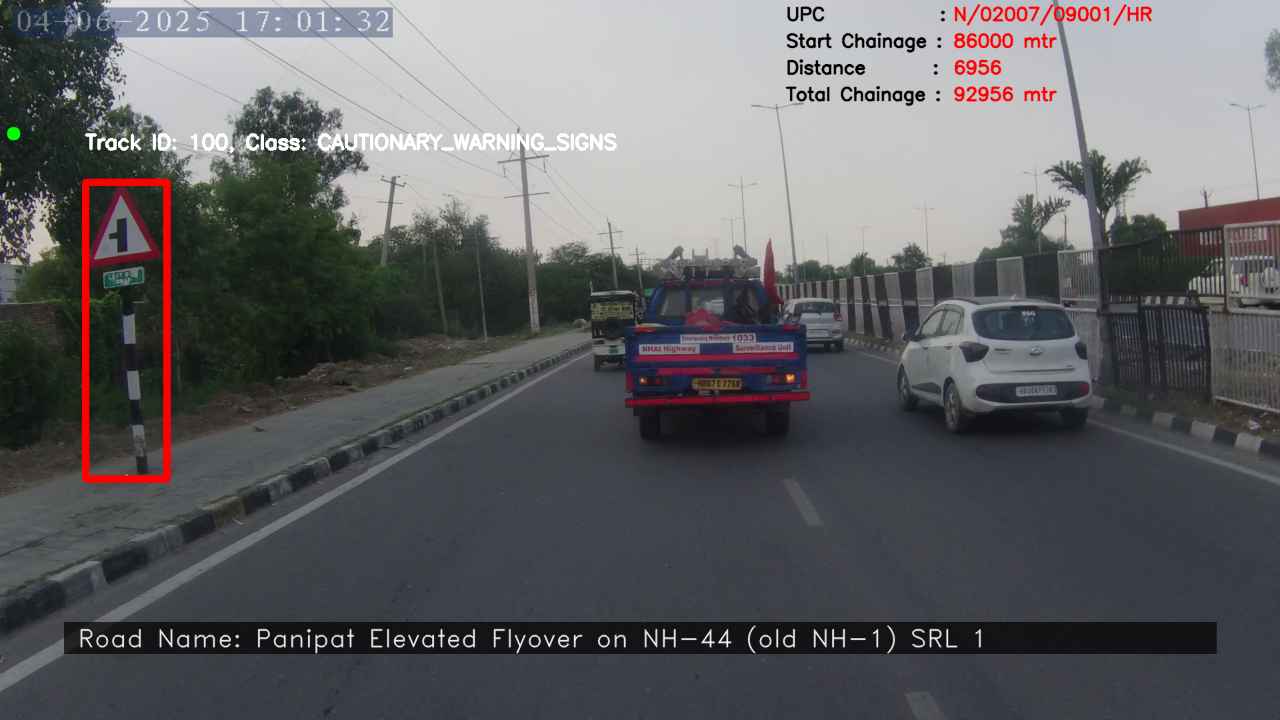 04-06-2025 17:01:32
UPC : N/02007/09001/HR
Start Chainage : 86000 mtr
Distance : 6956
Total Chainage : 92956 mtr
Track ID: 100, Class: CAUTIONARY_WARNING_SIGNS
1033
NHAI Highway
Surveillance Unit
Road Name: Panipat Elevated Flyover on NH-44 (old NH-1) SRL 1